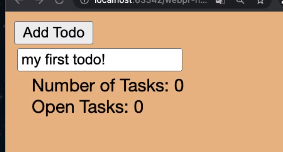 Add Todo
my first todo!
Number of Tasks: 0
Open Tasks: 0